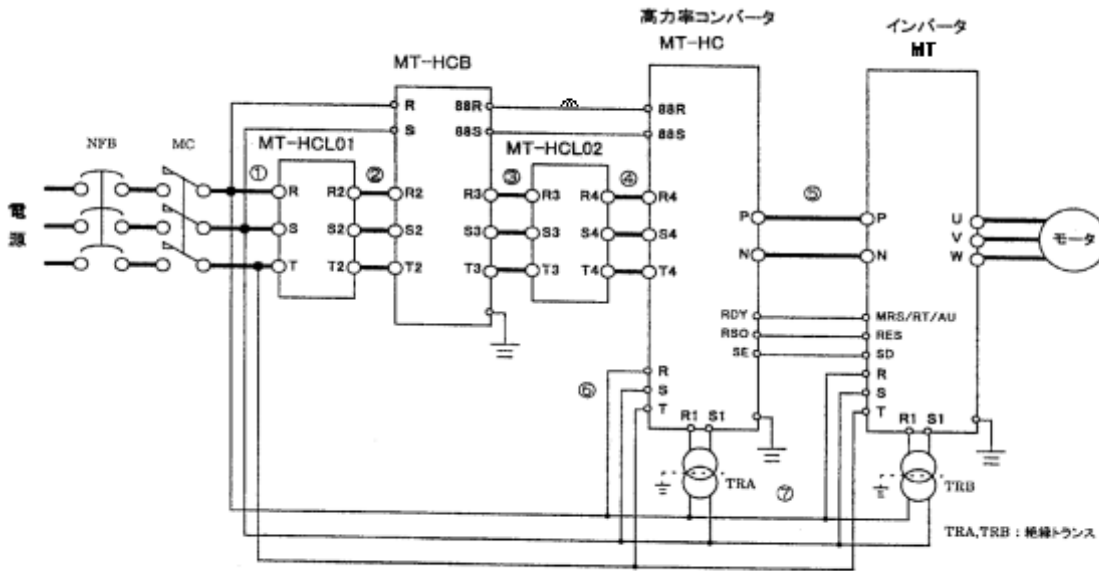 高力率コンバータ
MT-HC
インバータ
MT
MT-HCB
R 88R 88R
S 88S 88S
NFB MC
MT-HCL01
MT-HCL02
① ② ③ ④ ⑤
R R2 R2 R3 R3 R4 R4
S S2 S2 S3 S3 S4 S4
T T2 T2 T3 T3 T4 T4
電源
P P
N N
U
V
W
モータ
RDY MRS/RT/AU
RSO RES
SE SD
⑥
R R
S S
T T
R1 S1
R1 S1
TRA
⑦
TRB
TRA,TRB : 絶縁トランス